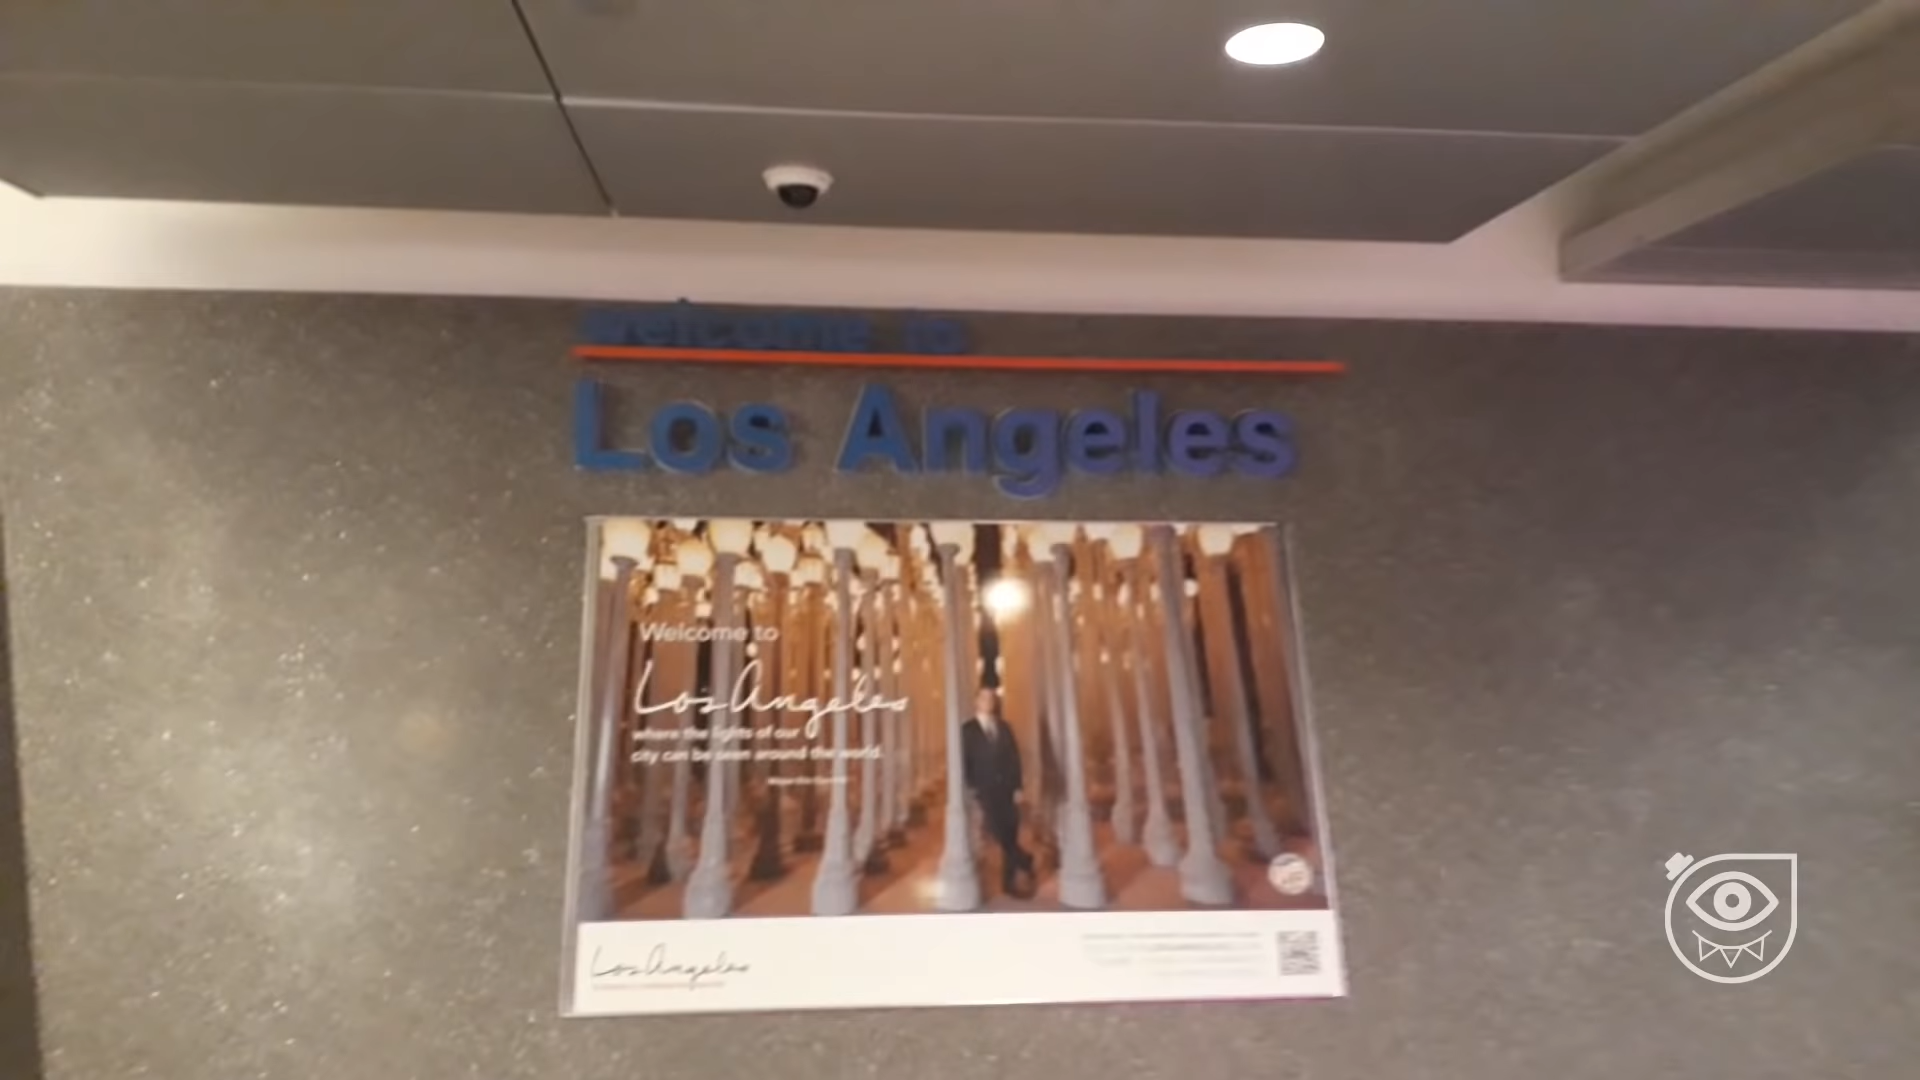 welcome to
Los Angeles
Welcome to
Los Angeles
where the lights of our
city can be seen around the world.
Los Angeles